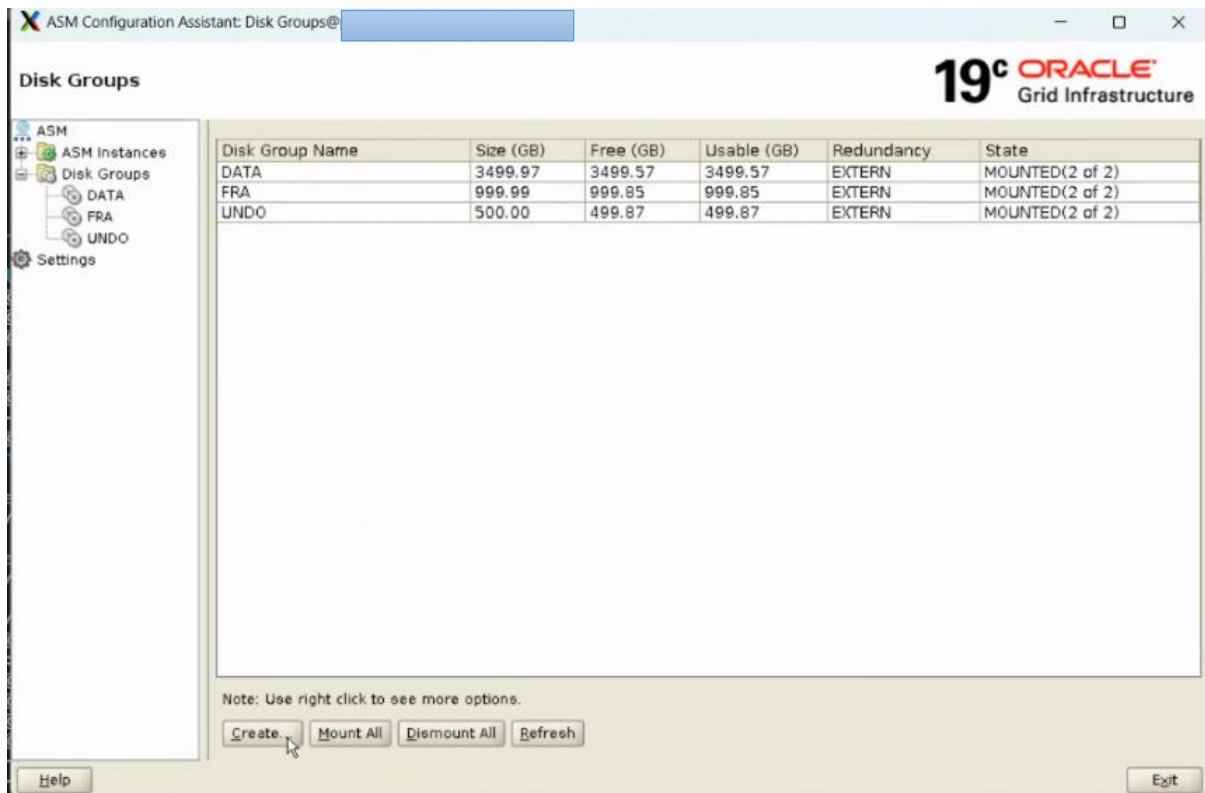 ASM Configuration Assistant: Disk Groups@
Disk Groups
19c ORACLE
Grid Infrastructure
ASM
ASM Instances
Disk Groups
DATA
FRA
UNDO
Settings
Disk Group Name Size (GB) Free (GB) Usable (GB) Redundancy State
DATA 3499.97 3499.57 3499.57 EXTERN MOUNTED(2 of 2)
FRA 999.99 999.85 999.85 EXTERN MOUNTED(2 of 2)
UNDO 500.00 499.87 499.87 EXTERN MOUNTED(2 of 2)
Note: Use right click to see more options.
Create... Mount All Dismount All Refresh
Help Exit